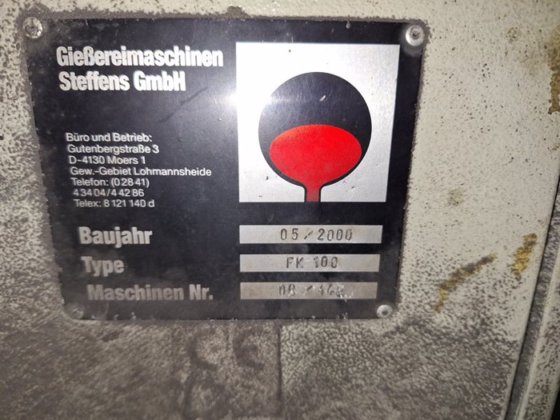 Gießereimaschinen
Steffens GmbH
Büro und Betrieb:
Gutenbergstraße 3
D-4130 Moers 1
Gew.-Gebiet Lohmannsheide
Telefon: (0 28 41)
4 34 04 / 4 42 86
Telex: 8 121 140 d
Baujahr 05/2000
Type FK 100
Maschinen Nr.